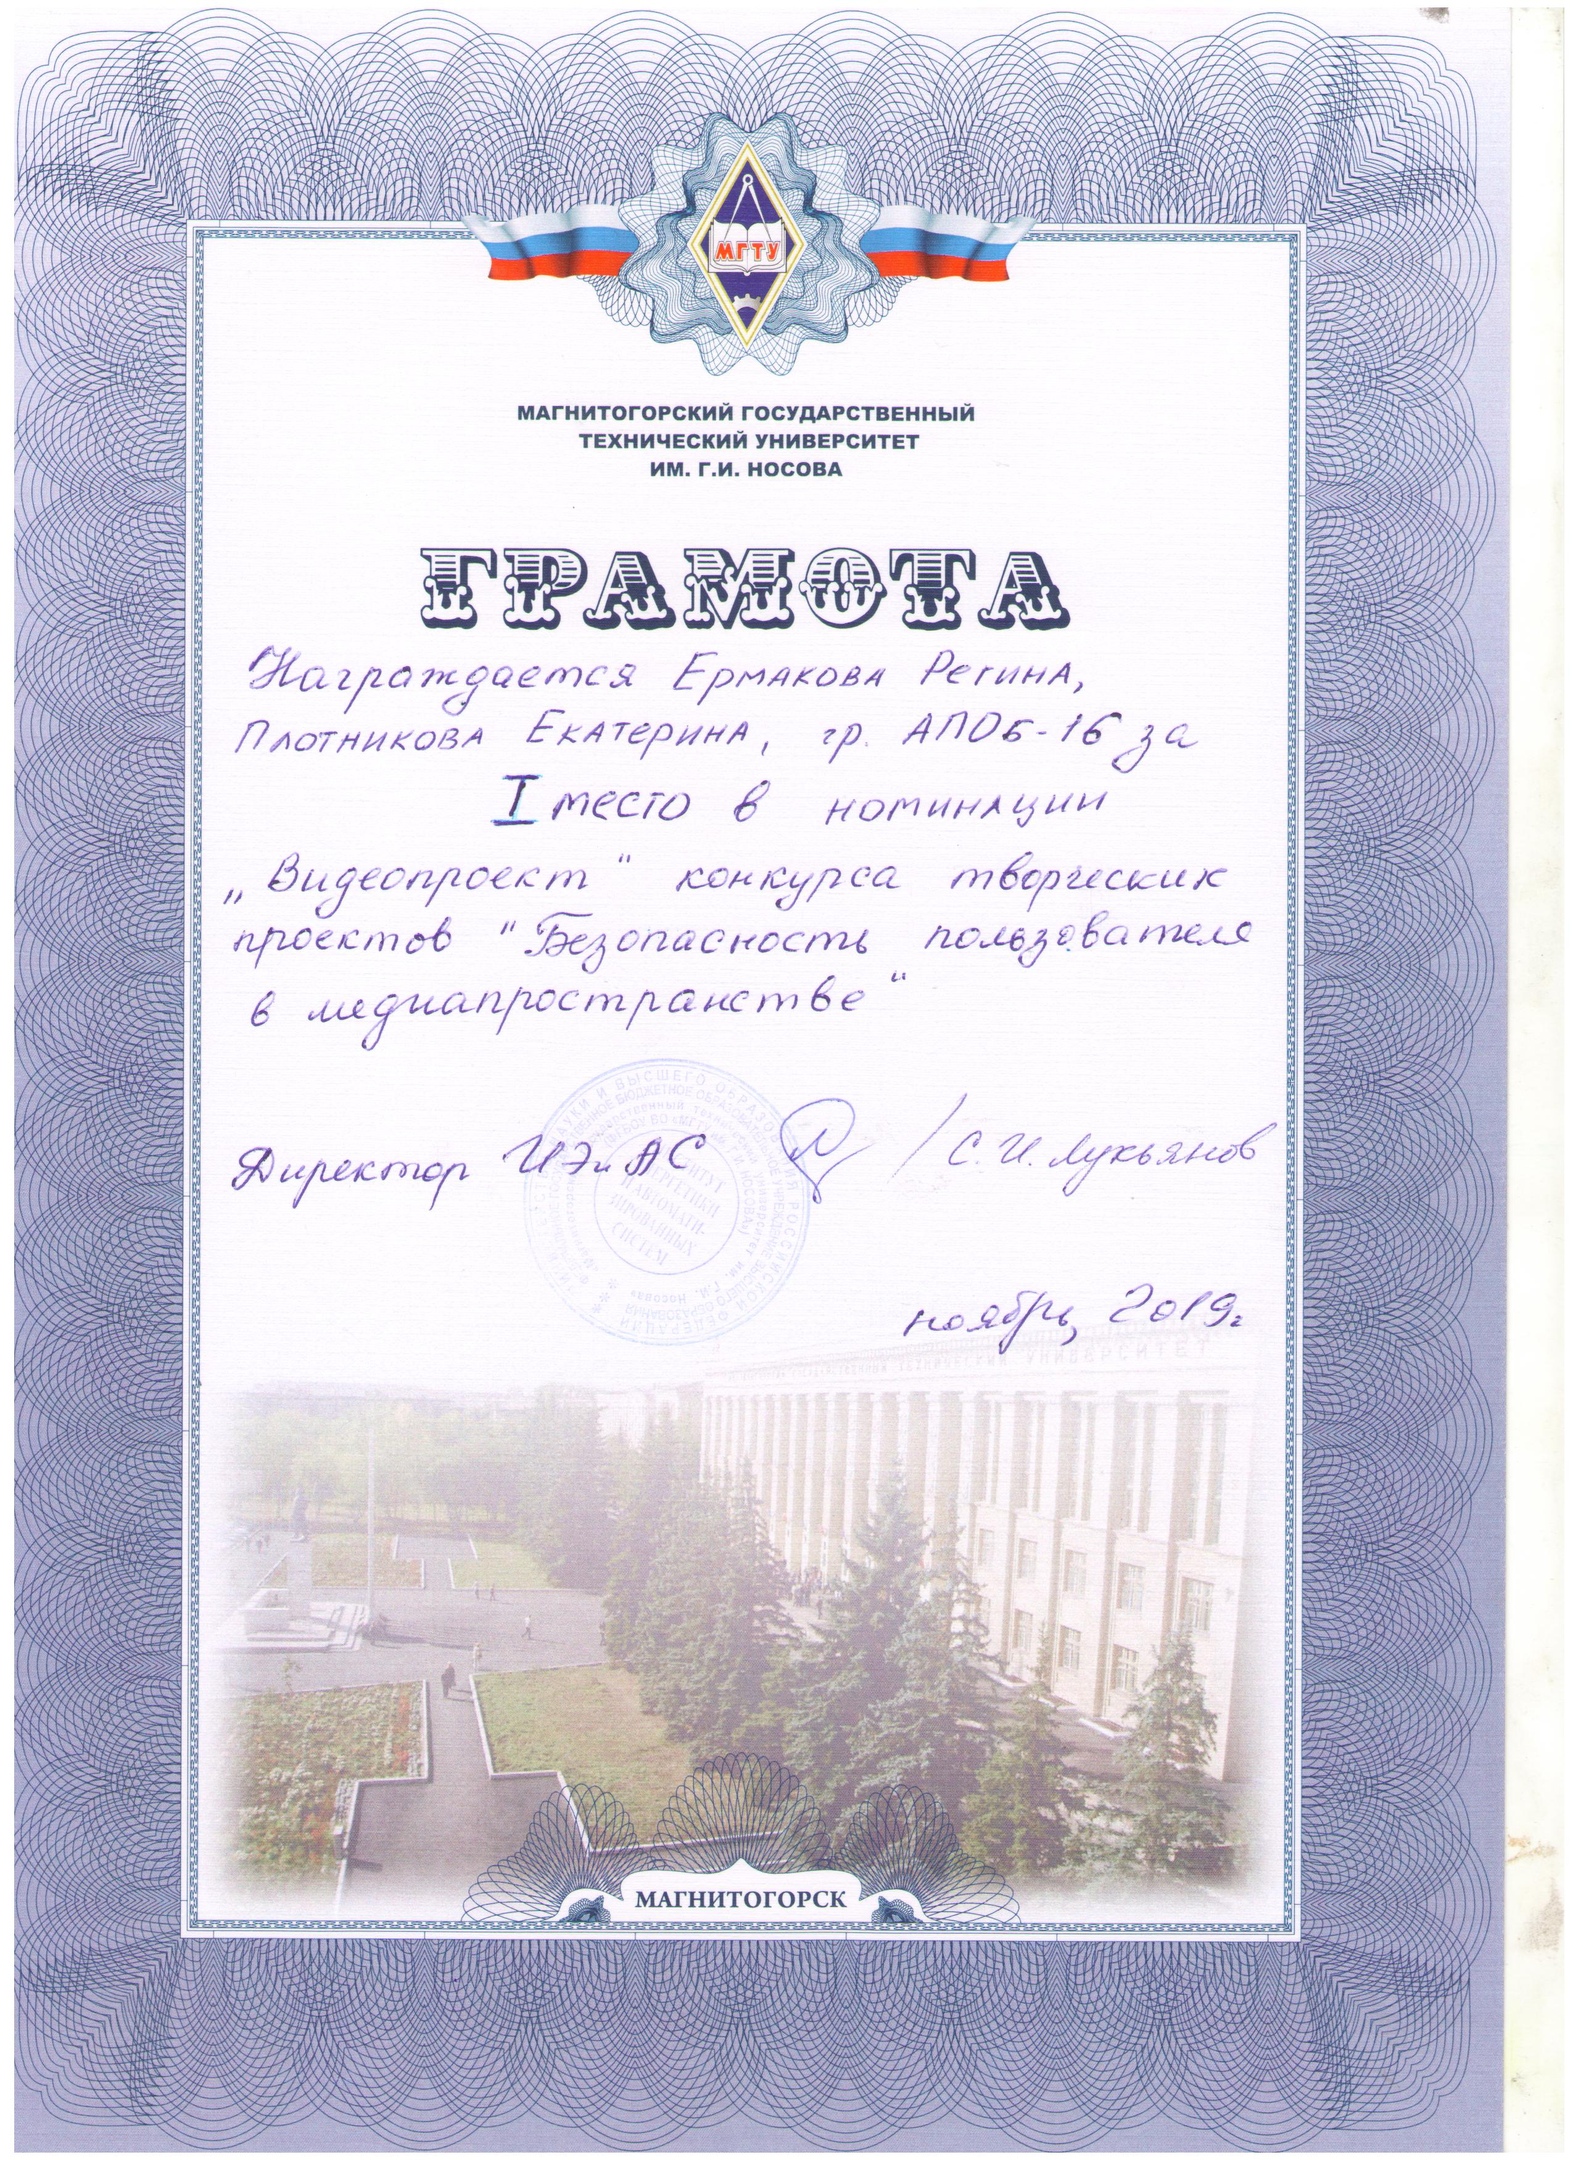 МГТУ
МАГНИТОГОРСКИЙ ГОСУДАРСТВЕННЫЙ
ТЕХНИЧЕСКИЙ УНИВЕРСИТЕТ
ИМ. Г.И. НОСОВА
ГРАМОТА
Награждается Ермакова Регина,
Плотникова Екатерина, гр. АПОб-16 за
I место в номинации
„Видеопроект“ конкурса творческих
проектов "Безопасность пользователя
в медиапространстве"
Директор ИЭиАС / С.И. Лукьянов
ноябрь, 2019г.
МАГНИТОГОРСК